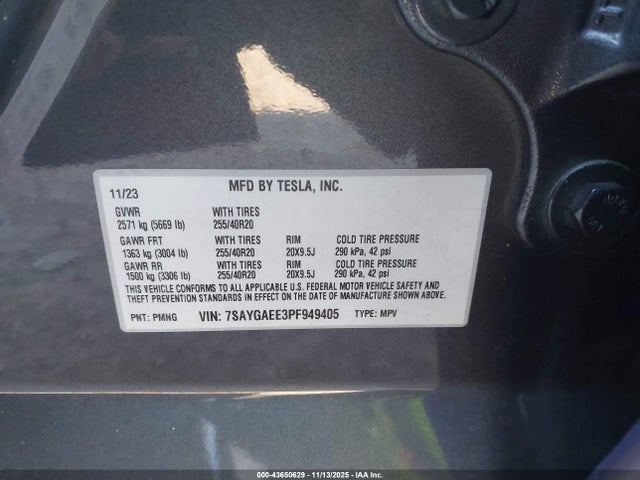 11/23 MFD BY TESLA, INC.
GVWR WITH TIRES
2571 kg (5669 lb) 255/40R20
GAWR FRT WITH TIRES RIM COLD TIRE PRESSURE
1363 kg (3004 lb) 255/40R20 20X9.5J 290 kPa, 42 psi
GAWR RR WITH TIRES RIM COLD TIRE PRESSURE
1500 kg (3306 lb) 255/40R20 20X9.5J 290 kPa, 42 psi
THIS VEHICLE CONFORMS TO ALL APPLICABLE U.S. FEDERAL MOTOR VEHICLE SAFETY AND
THEFT PREVENTION STANDARDS IN EFFECT ON THE DATE OF MANUFACTURE SHOWN ABOVE.
PNT: PMNG VIN: 7SAYGAEE3PF949405 TYPE: MPV
000-43650629 - 11/13/2025 - IAA Corp.